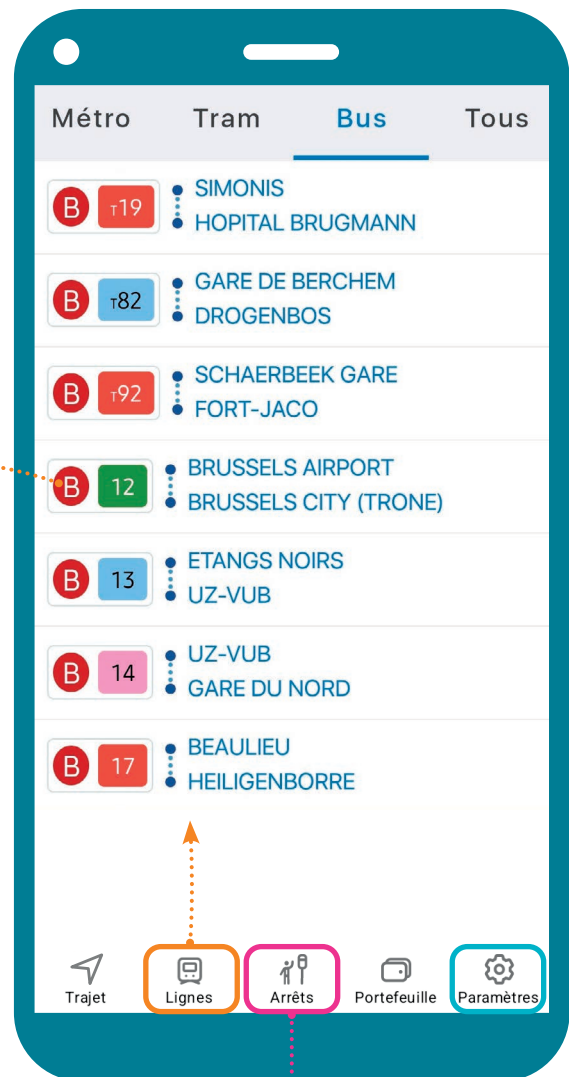 Métro Tram Bus Tous
B T19 SIMONIS
HOPITAL BRUGMANN
B T82 GARE DE BERCHEM
DROGENBOS
B T92 SCHAERBEEK GARE
FORT-JACO
B 12 BRUSSELS AIRPORT
BRUSSELS CITY (TRONE)
B 13 ETANGS NOIRS
UZ-VUB
B 14 UZ-VUB
GARE DU NORD
B 17 BEAULIEU
HEILIGENBORRE
Trajet Lignes Arrêts Portefeuille Paramètres